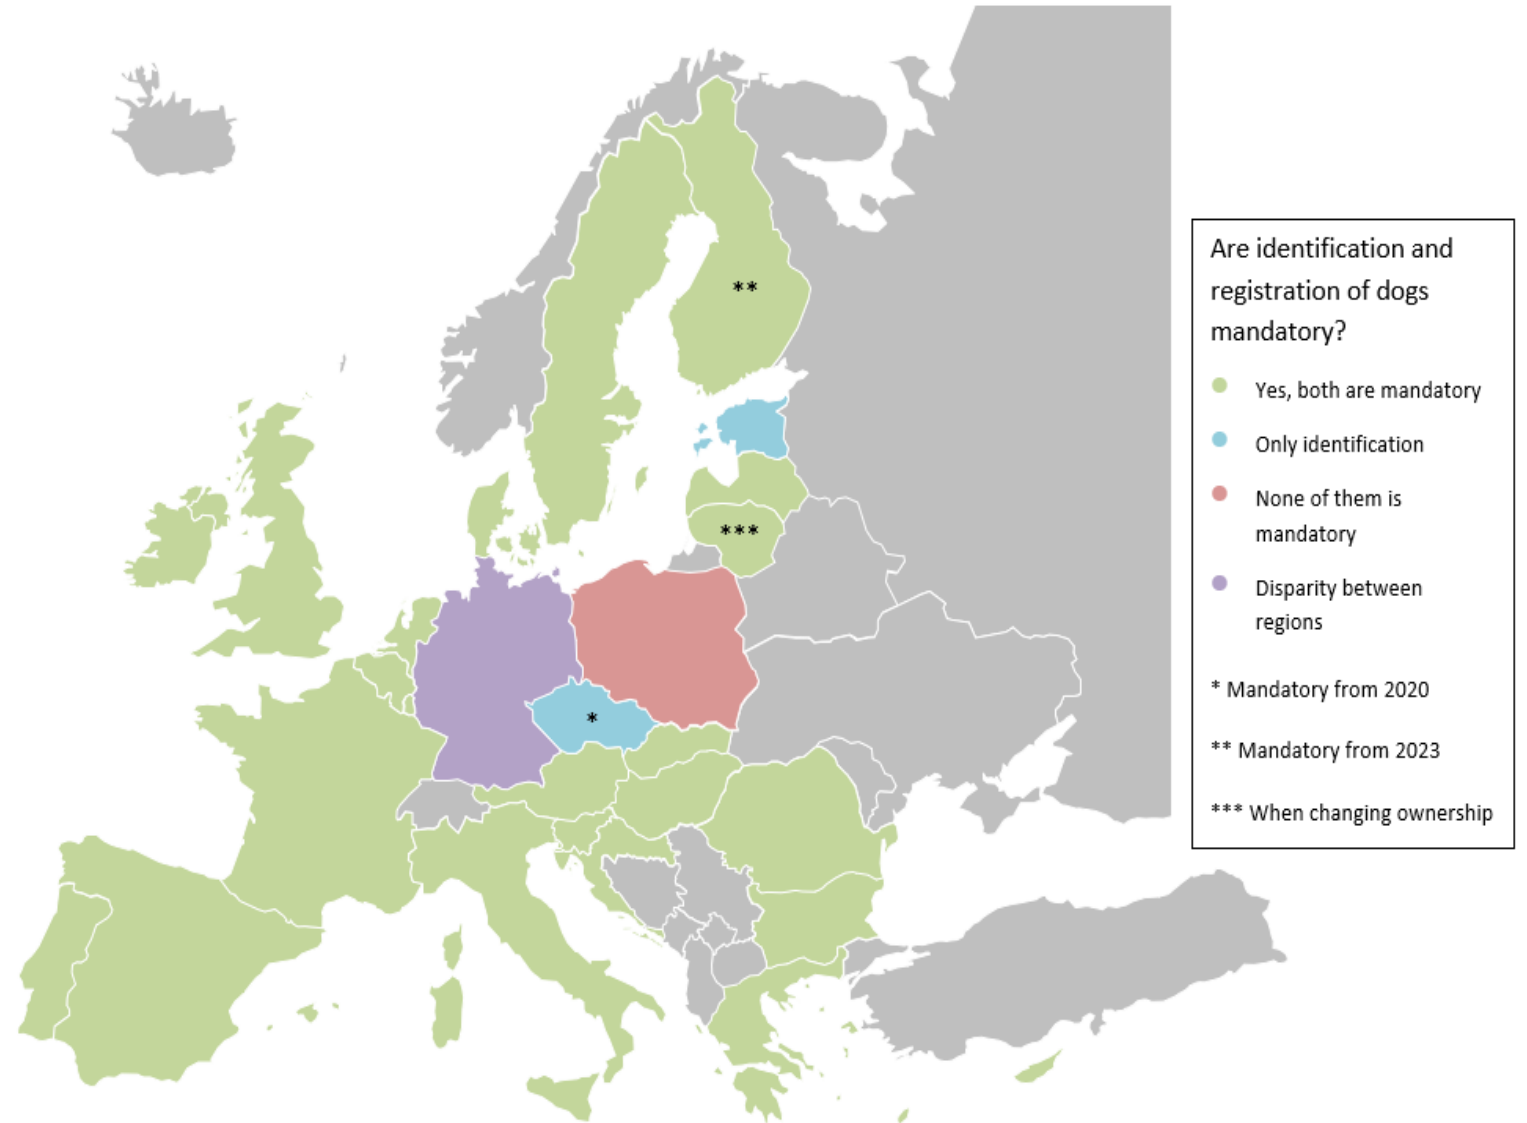 **
***
*
Are identification and
registration of dogs
mandatory?
Yes, both are mandatory
Only identification
None of them is
mandatory
Disparity between
regions
* Mandatory from 2020
** Mandatory from 2023
*** When changing ownership